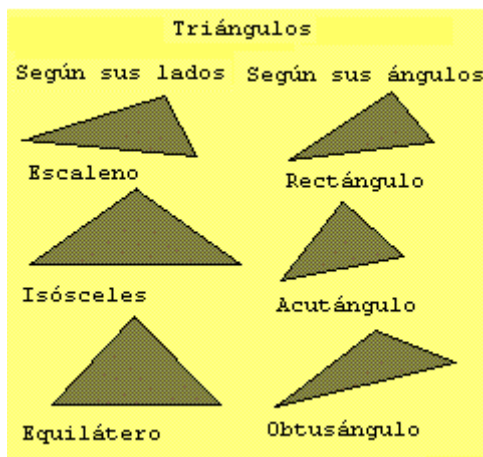 Triángulos
Según sus lados
Según sus ángulos
Escaleno
Rectángulo
Isósceles
Acutángulo
Equilátero
Obtusángulo